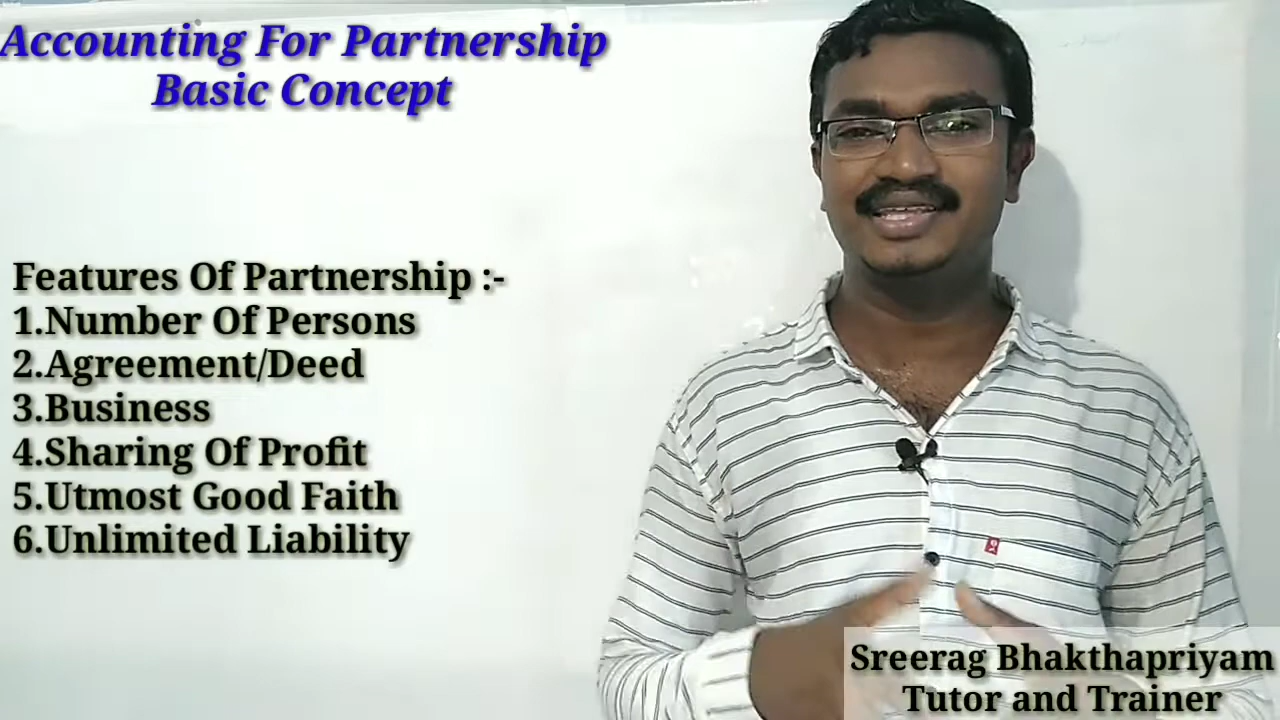 Accounting For Partnership
Basic Concept
Features Of Partnership :-
1.Number Of Persons
2.Agreement/Deed
3.Business
4.Sharing Of Profit
5.Utmost Good Faith
6.Unlimited Liability
Sreerag Bhakthapriyam
Tutor and Trainer